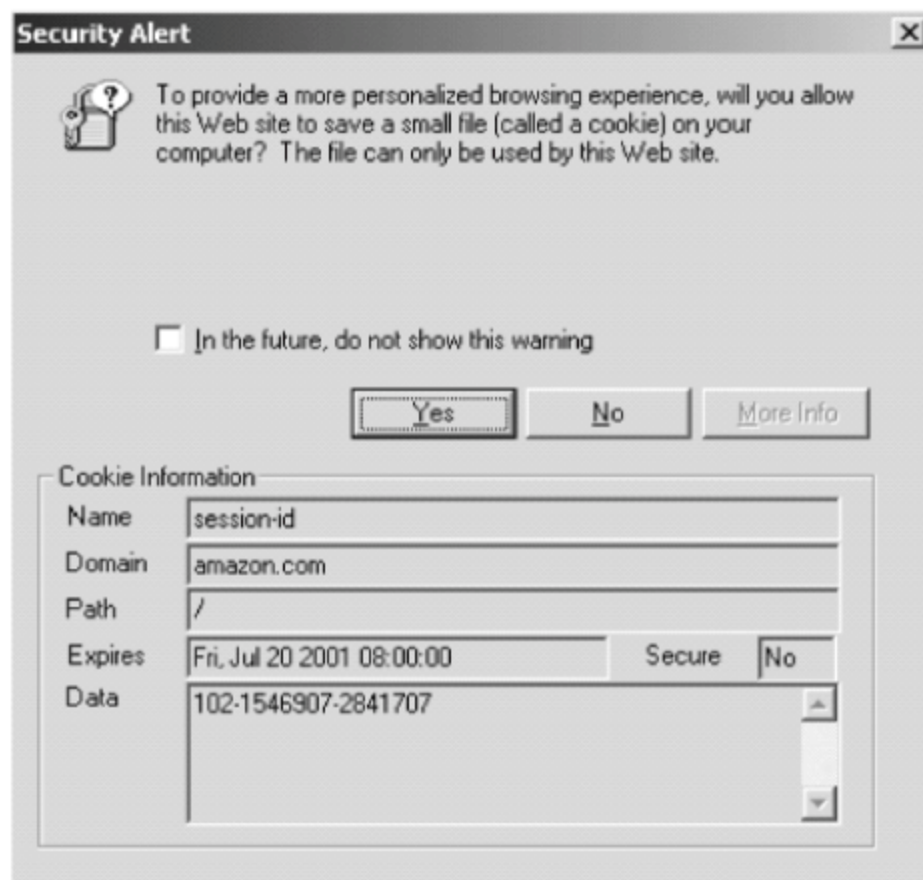 Security Alert
To provide a more personalized browsing experience, will you allow
this Web site to save a small file (called a cookie) on your
computer? The file can only be used by this Web site.
In the future, do not show this warning
Yes No More Info
Cookie Information
Name session-id
Domain amazon.com
Path /
Expires Fri, Jul 20 2001 08:00:00 Secure No
Data 102-1546907-2841707